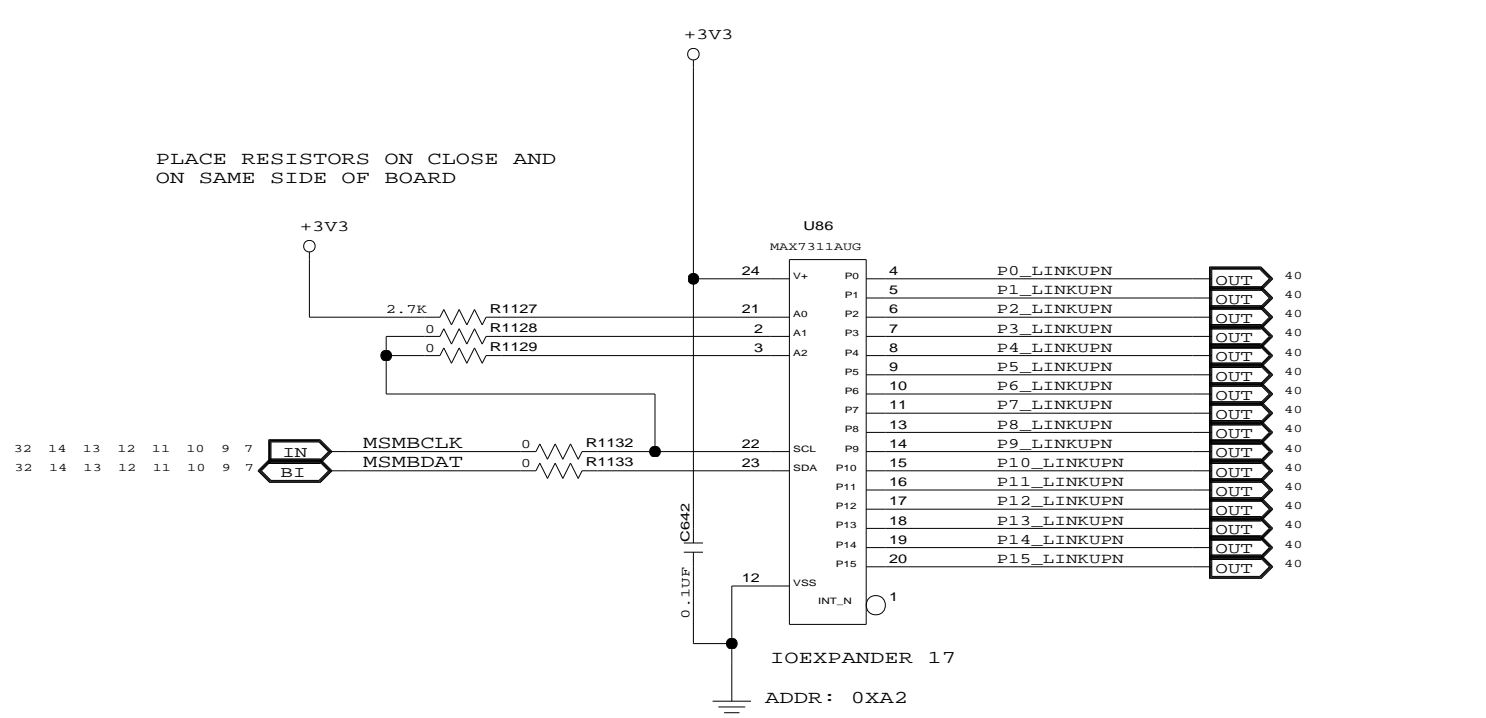 +3V3
PLACE RESISTORS ON CLOSE AND
ON SAME SIDE OF BOARD
+3V3
U86
MAX7311AUG
24 V+ P0 4 P0_LINKUPN OUT 40
P1 5 P1_LINKUPN OUT 40
2.7K R1127 21 A0 P2 6 P2_LINKUPN OUT 40
0 R1128 2 A1 P3 7 P3_LINKUPN OUT 40
0 R1129 3 A2 P4 8 P4_LINKUPN OUT 40
P5 9 P5_LINKUPN OUT 40
P6 10 P6_LINKUPN OUT 40
P7 11 P7_LINKUPN OUT 40
P8 13 P8_LINKUPN OUT 40
32 14 13 12 11 10 9 7 IN MSMBCLK 0 R1132 22 SCL P9 14 P9_LINKUPN OUT 40
32 14 13 12 11 10 9 7 BI MSMBDAT 0 R1133 23 SDA P10 15 P10_LINKUPN OUT 40
P11 16 P11_LINKUPN OUT 40
P12 17 P12_LINKUPN OUT 40
C642 P13 18 P13_LINKUPN OUT 40
P14 19 P14_LINKUPN OUT 40
P15 20 P15_LINKUPN OUT 40
0.1UF 12 VSS
INT_N 1
IOEXPANDER 17
ADDR: 0XA2